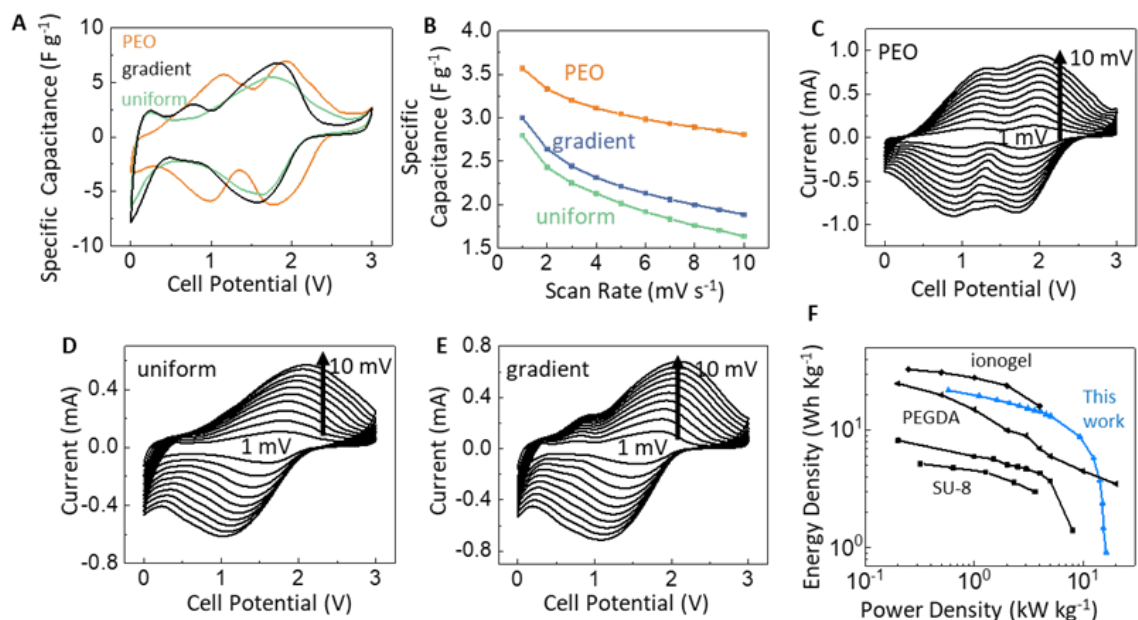 A
Specific Capacitance (F g⁻¹)
10
5
0
-5
-10
PEO
gradient
uniform
0
1
2
3
Cell Potential (V)
B
Specific
Capacitance (F g⁻¹)
4.0
3.5
3.0
2.5
2.0
1.5
PEO
gradient
uniform
0
2
4
6
8
10
Scan Rate (mV s⁻¹)
C
PEO
Current (mA)
1.0
0.5
0.0
-0.5
-1.0
10 mV
1 mV
0
1
2
3
Cell Potential (V)
D
uniform
Current (mA)
0.4
0.0
-0.4
-0.8
10 mV
1 mV
0
1
2
3
Cell Potential (V)
E
gradient
Current (mA)
0.8
0.4
0.0
-0.4
-0.8
10 mV
1 mV
0
1
2
3
Cell Potential (V)
F
Energy Density (Wh Kg⁻¹)
10¹
10⁰
ionogel
This
work
PEGDA
SU-8
10⁻¹
10⁰
10¹
Power Density (kW kg⁻¹)